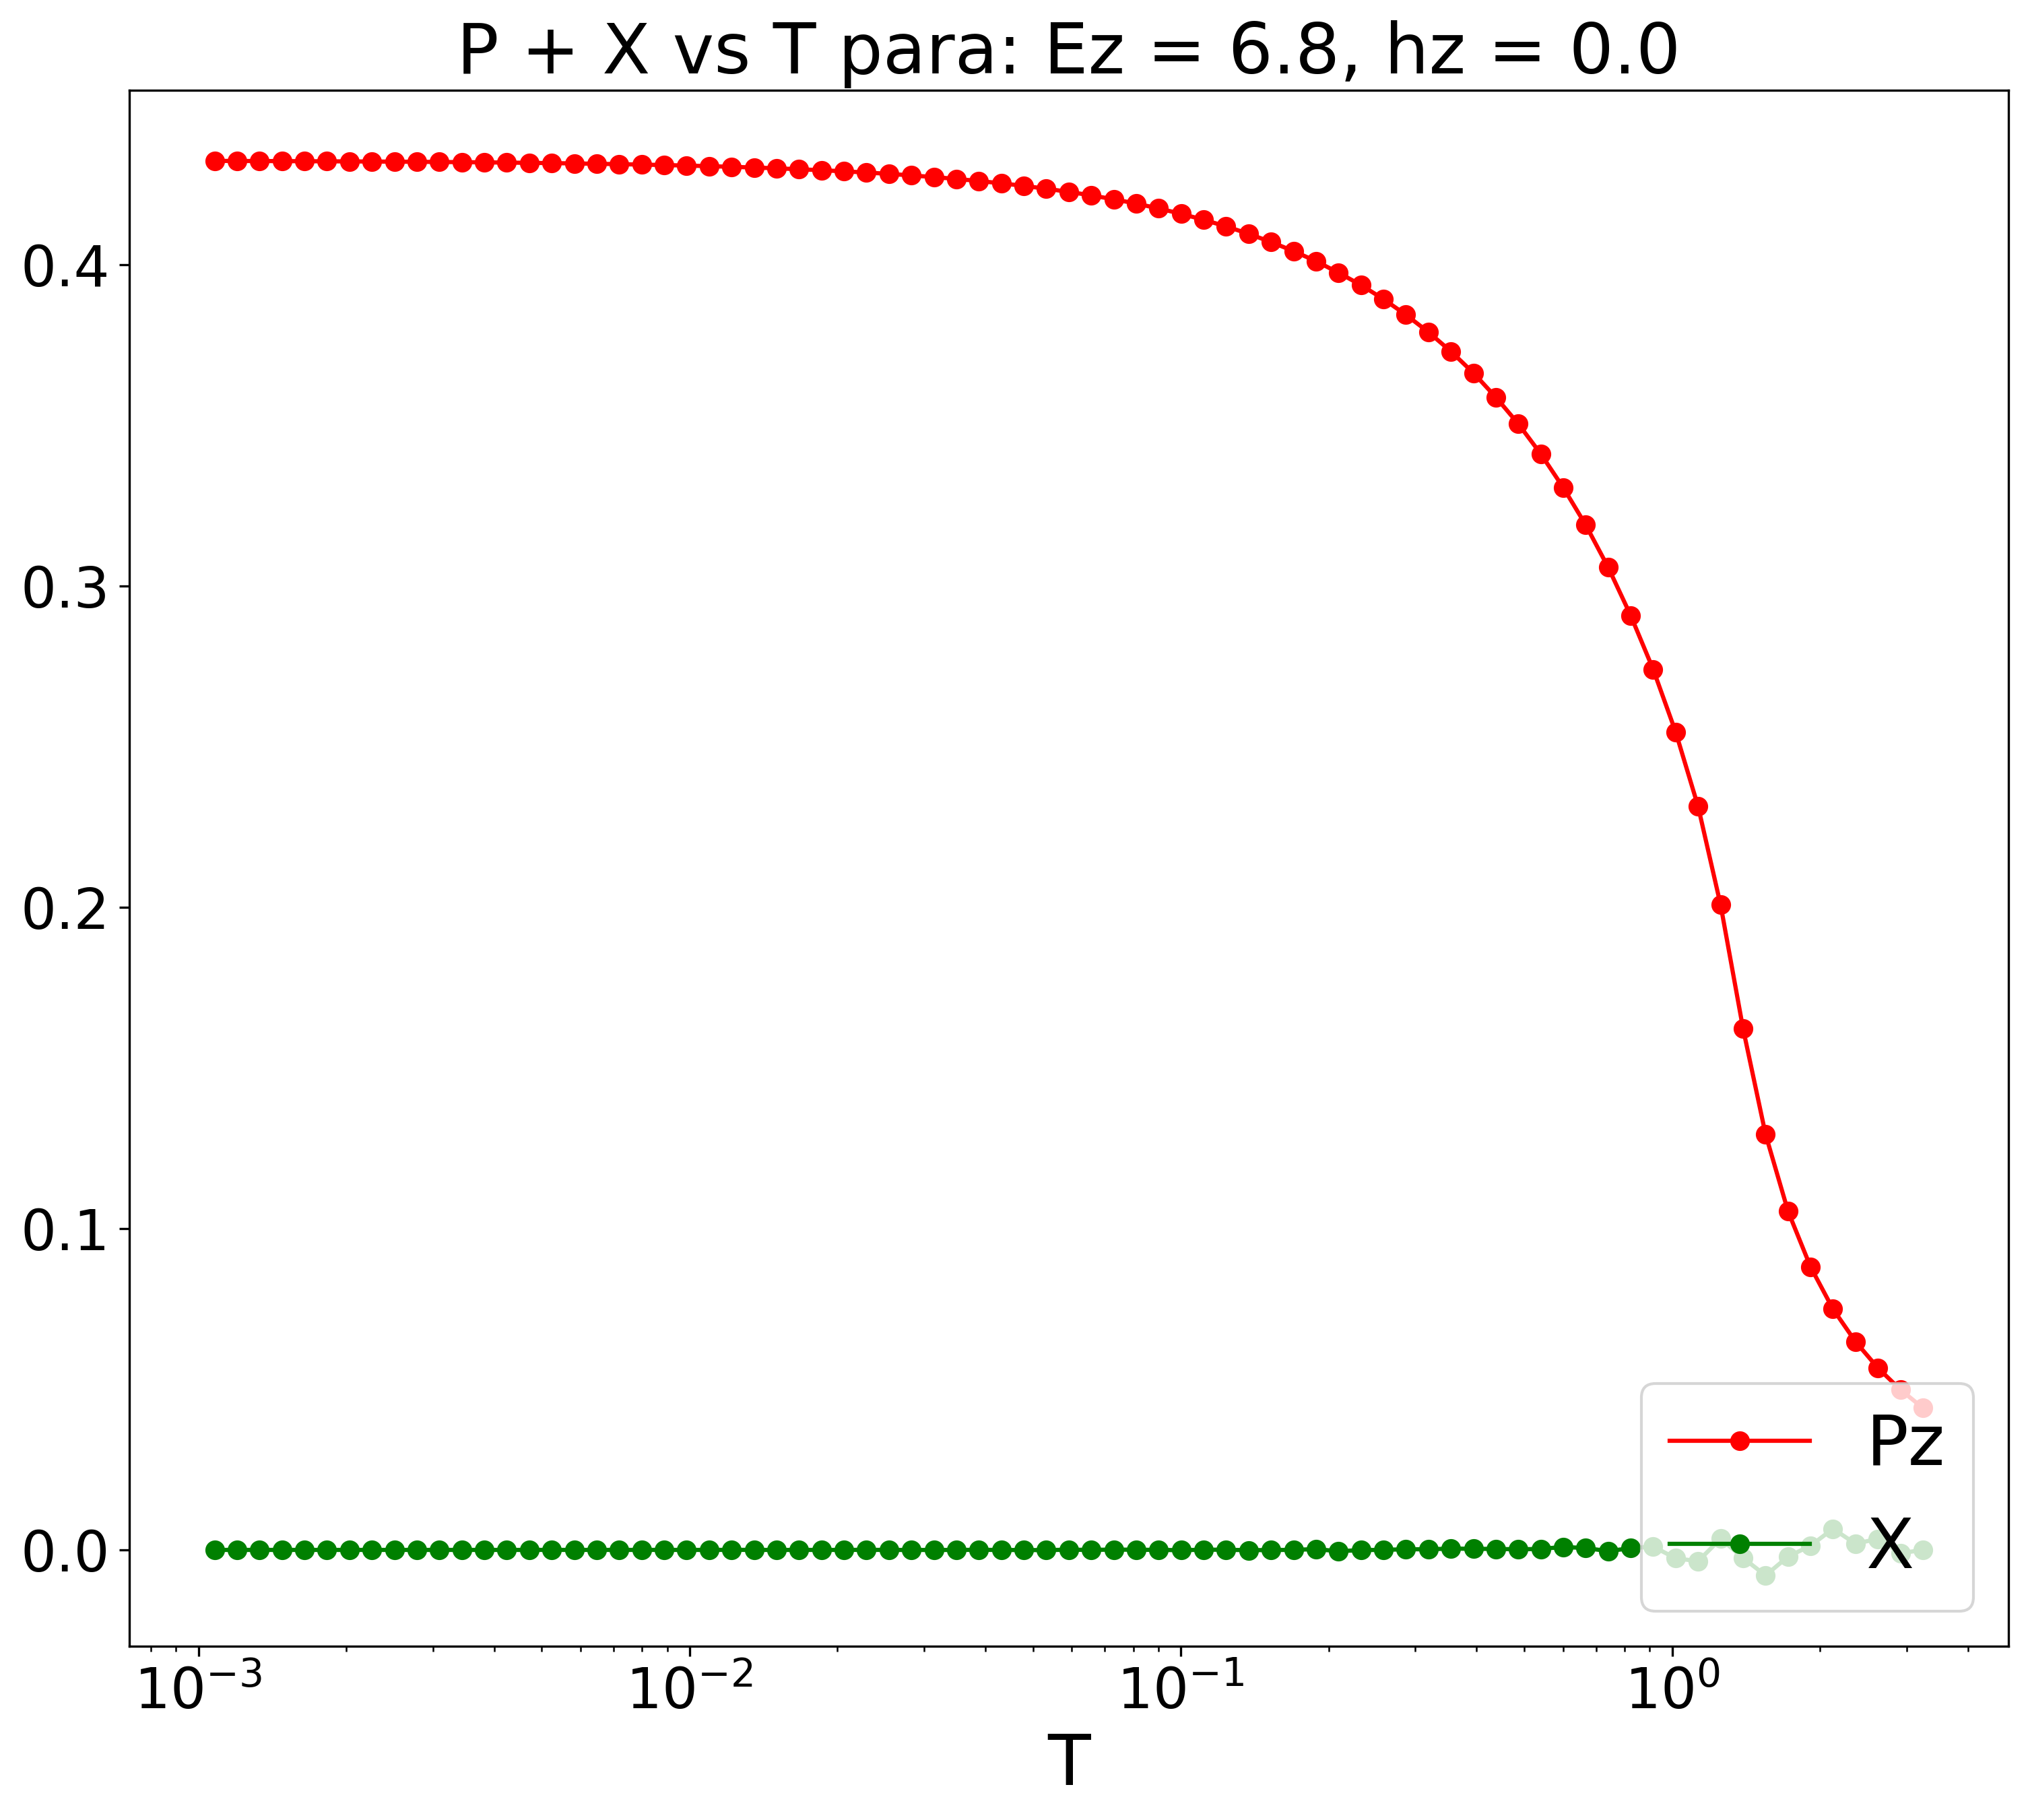 P + X vs T para: Ez = 6.8, hz = 0.0
0.4
0.3
0.2
0.1
0.0
Pz
X
10⁻³ 10⁻² 10⁻¹ 10⁰
T